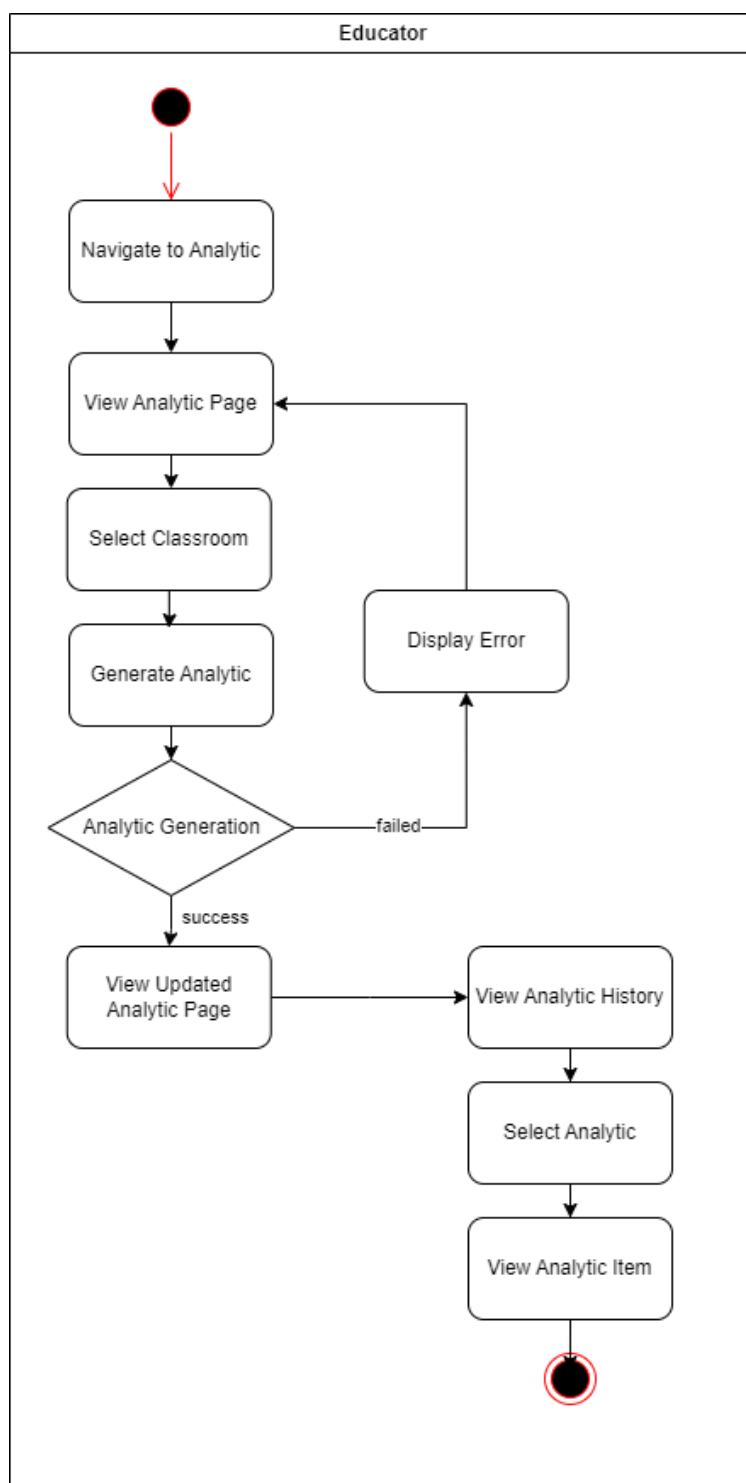 Educator
Navigate to Analytic
View Analytic Page
Select Classroom
Display Error
Generate Analytic
Analytic Generation
failed
success
View Updated
Analytic Page
View Analytic History
Select Analytic
View Analytic Item